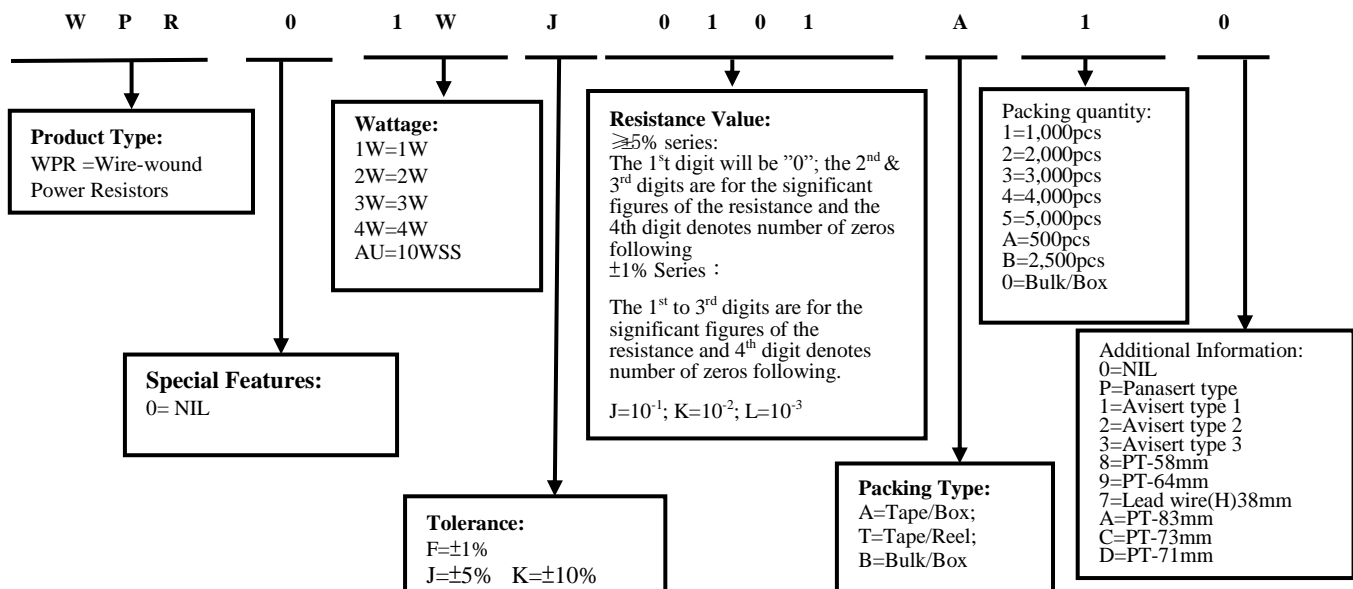 W P R 0 1 W J 0 1 0 1 A 1 0
Product Type:
WPR =Wire-wound
Power Resistors
Special Features:
0= NIL
Wattage:
1W=1W
2W=2W
3W=3W
4W=4W
AU=10WSS
Tolerance:
F=±1%
J=±5% K=±10%
Resistance Value:
≥±5% series:
The 1st digit will be ”0”; the 2nd &
3rd digits are for the significant
figures of the resistance and the
4th digit denotes number of zeros
following
±1% Series：
The 1st to 3rd digits are for the
significant figures of the
resistance and 4th digit denotes
number of zeros following.
J=10-1; K=10-2; L=10-3
Packing Type:
A=Tape/Box;
T=Tape/Reel;
B=Bulk/Box
Packing quantity:
1=1,000pcs
2=2,000pcs
3=3,000pcs
4=4,000pcs
5=5,000pcs
A=500pcs
B=2,500pcs
0=Bulk/Box
Additional Information:
0=NIL
P=Panasert type
1=Avisert type 1
2=Avisert type 2
3=Avisert type 3
8=PT-58mm
9=PT-64mm
7=Lead wire(H)38mm
A=PT-83mm
C=PT-73mm
D=PT-71mm